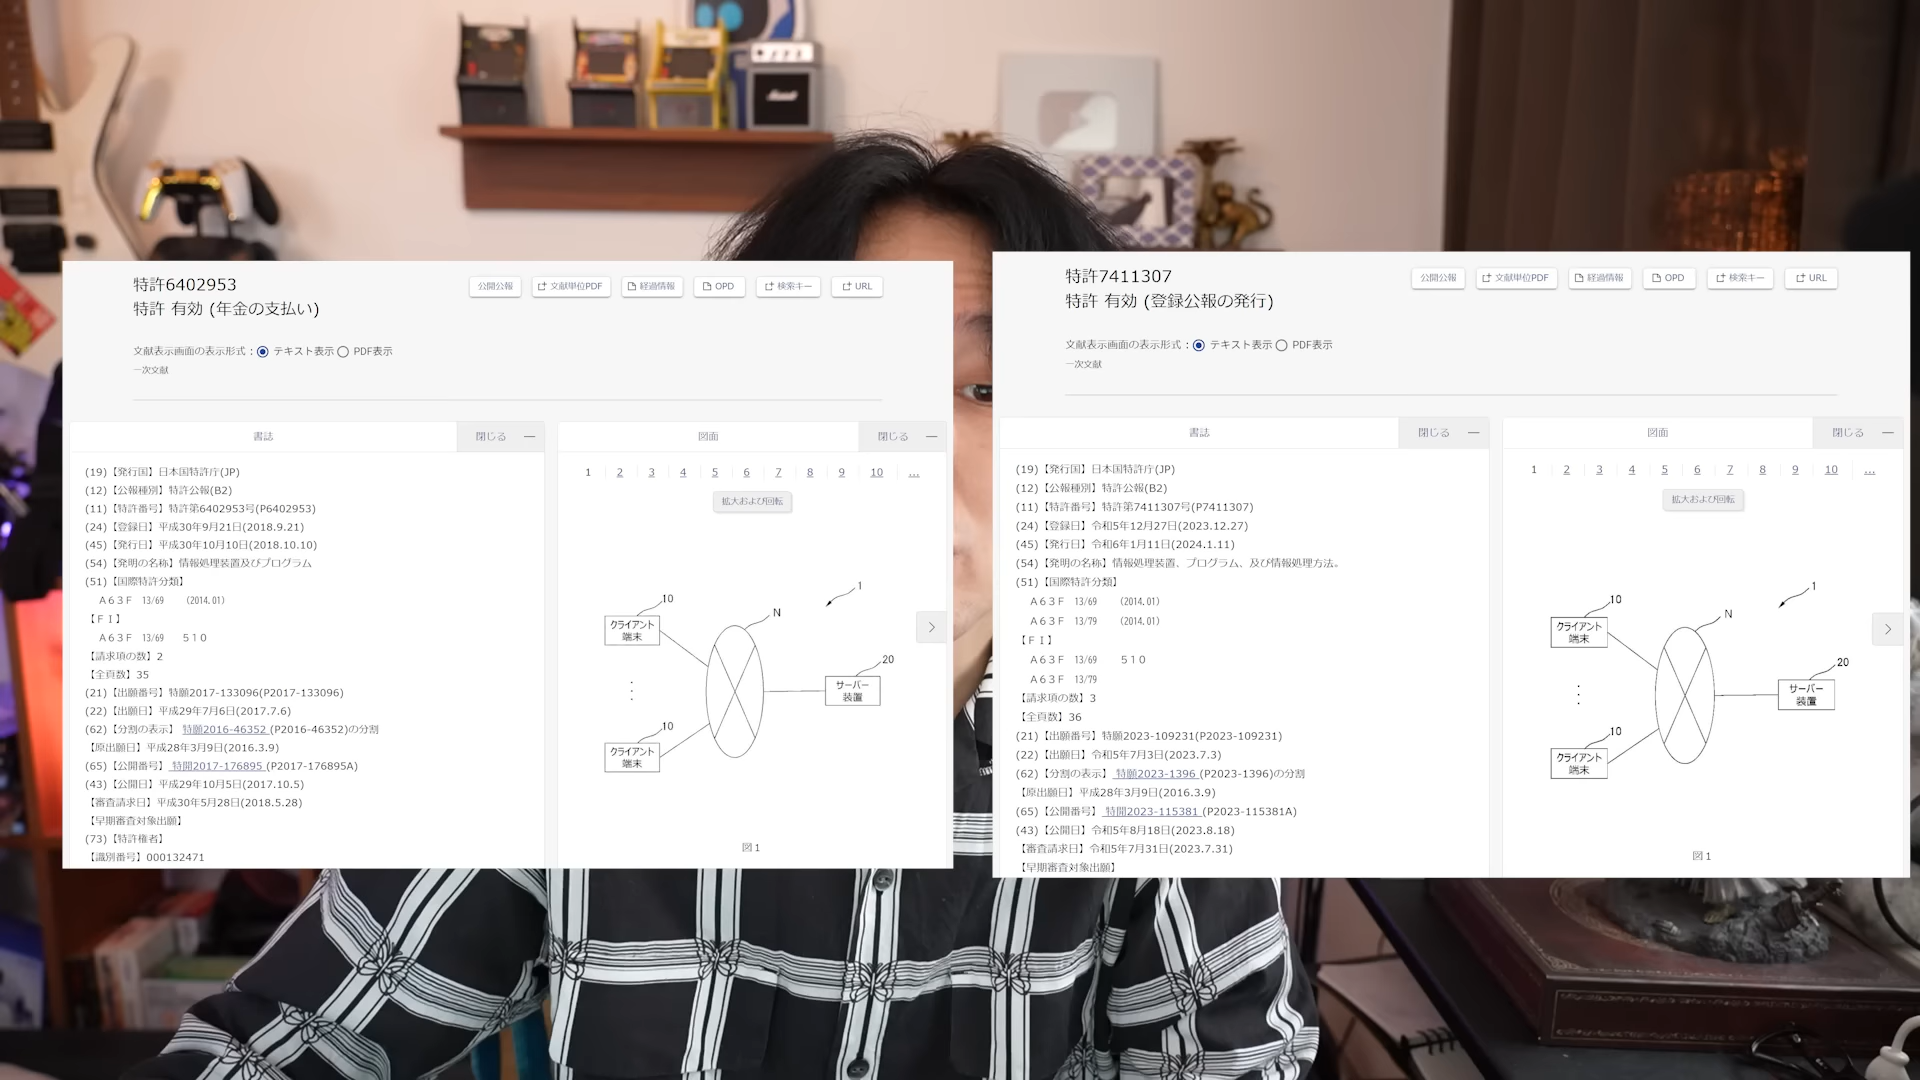 特許6402953
特許 有効 (年金の支払い)
公開公報
文献単位PDF
経過情報
OPD
検索キー
URL
文献表示画面の表示形式：
テキスト表示
PDF表示
一次文献
書誌
閉じる
(19)【発行国】日本国特許庁(JP)
(12)【公報種別】特許公報(B2)
(11)【特許番号】特許第6402953号(P6402953)
(24)【登録日】平成30年9月21日(2018.9.21)
(45)【発行日】平成30年10月10日(2018.10.10)
(54)【発明の名称】情報処理装置及びプログラム
(51)【国際特許分類】
Ａ６３Ｆ 13/69 (2014.01)
【ＦＩ】
Ａ６３Ｆ 13/69 ５１０
【請求項の数】2
【全頁数】35
(21)【出願番号】特願2017-133096(P2017-133096)
(22)【出願日】平成29年7月6日(2017.7.6)
(62)【分割の表示】 特願2016-46352 (P2016-46352)の分割
【原出願日】平成28年3月9日(2016.3.9)
(65)【公開番号】 特開2017-176895 (P2017-176895A)
(43)【公開日】平成29年10月5日(2017.10.5)
【審査請求日】平成30年5月28日(2018.5.28)
【早期審査対象出願】
(73)【特許権者】
【識別番号】000132471
図面
閉じる
1 2 3 4 5 6 7 8 9 10 ...
拡大および回転
1
10
N
クライアント
端末
20
サーバー
装置
10
クライアント
端末
図1
特許7411307
特許 有効 (登録公報の発行)
公開公報
文献単位PDF
経過情報
OPD
検索キー
URL
文献表示画面の表示形式：
テキスト表示
PDF表示
一次文献
書誌
閉じる
(19)【発行国】日本国特許庁(JP)
(12)【公報種別】特許公報(B2)
(11)【特許番号】特許第7411307号(P7411307)
(24)【登録日】令和5年12月27日(2023.12.27)
(45)【発行日】令和6年1月11日(2024.1.11)
(54)【発明の名称】情報処理装置、プログラム、及び情報処理方法。
(51)【国際特許分類】
Ａ６３Ｆ 13/69 (2014.01)
Ａ６３Ｆ 13/79 (2014.01)
【ＦＩ】
Ａ６３Ｆ 13/69 ５１０
Ａ６３Ｆ 13/79
【請求項の数】3
【全頁数】36
(21)【出願番号】特願2023-109231(P2023-109231)
(22)【出願日】令和5年7月3日(2023.7.3)
(62)【分割の表示】 特願2023-1396 (P2023-1396)の分割
【原出願日】平成28年3月9日(2016.3.9)
(65)【公開番号】 特開2023-115381 (P2023-115381A)
(43)【公開日】令和5年8月18日(2023.8.18)
【審査請求日】令和5年7月31日(2023.7.31)
【早期審査対象出願】
図面
閉じる
1 2 3 4 5 6 7 8 9 10 ...
拡大および回転
1
10
N
クライアント
端末
20
サーバー
装置
10
クライアント
端末
図1
Marshall